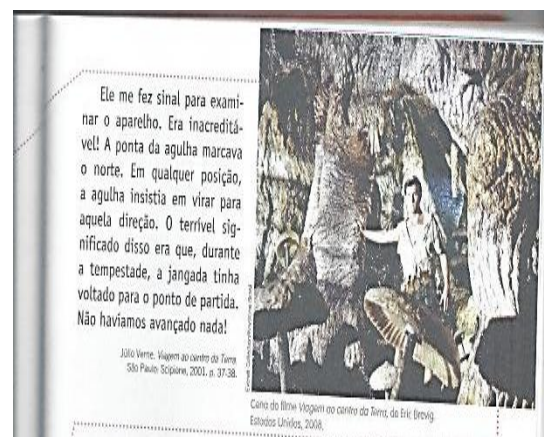 Ele me fez sinal para exami-
nar o aparelho. Era inacreditá-
vel! A ponta da agulha marcava
o norte. Em qualquer posição,
a agulha insistia em virar para
aquela direção. O terrível sig-
nificado disso era que, durante
a tempestade, a jangada tinha
voltado para o ponto de partida.
Não havíamos avançado nada!
Júlio Verne. Viagem ao centro da Terra.
São Paulo: Scipione, 2001. p. 37-38.
Cena do filme Viagem ao centro da Terra, de Eric Brevig.
Estados Unidos, 2008.